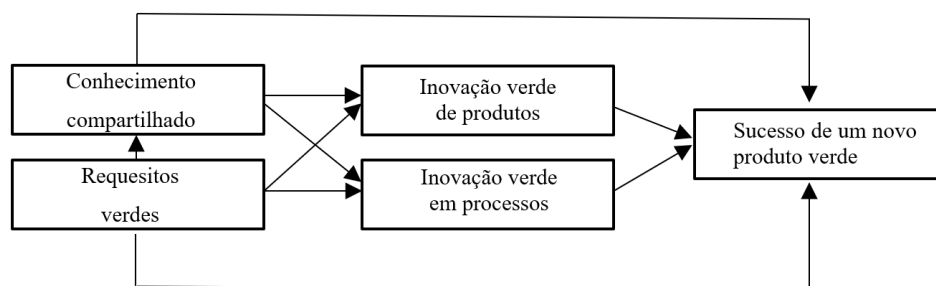 Conhecimento
compartilhado
Requesitos
verdes
Inovação verde
de produtos
Inovação verde
em processos
Sucesso de um novo
produto verde